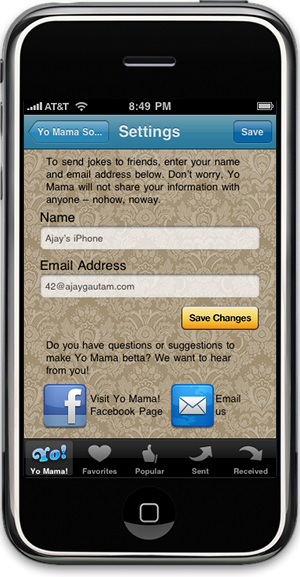 AT&T 8:49 PM
Yo Mama So... Settings Save
To send jokes to friends, enter your name
and email address below. Don't worry, Yo
Mama will not share your information with
anyone – nohow, noway.
Name
Ajay's iPhone
Email Address
42@ajaygautam.com
Save Changes
Do you have questions or suggestions to
make Yo Mama betta? We want to hear
from you!
Visit Yo Mama! Email
Facebook Page us
Yo!
Yo Mama! Favorites Popular Sent Received